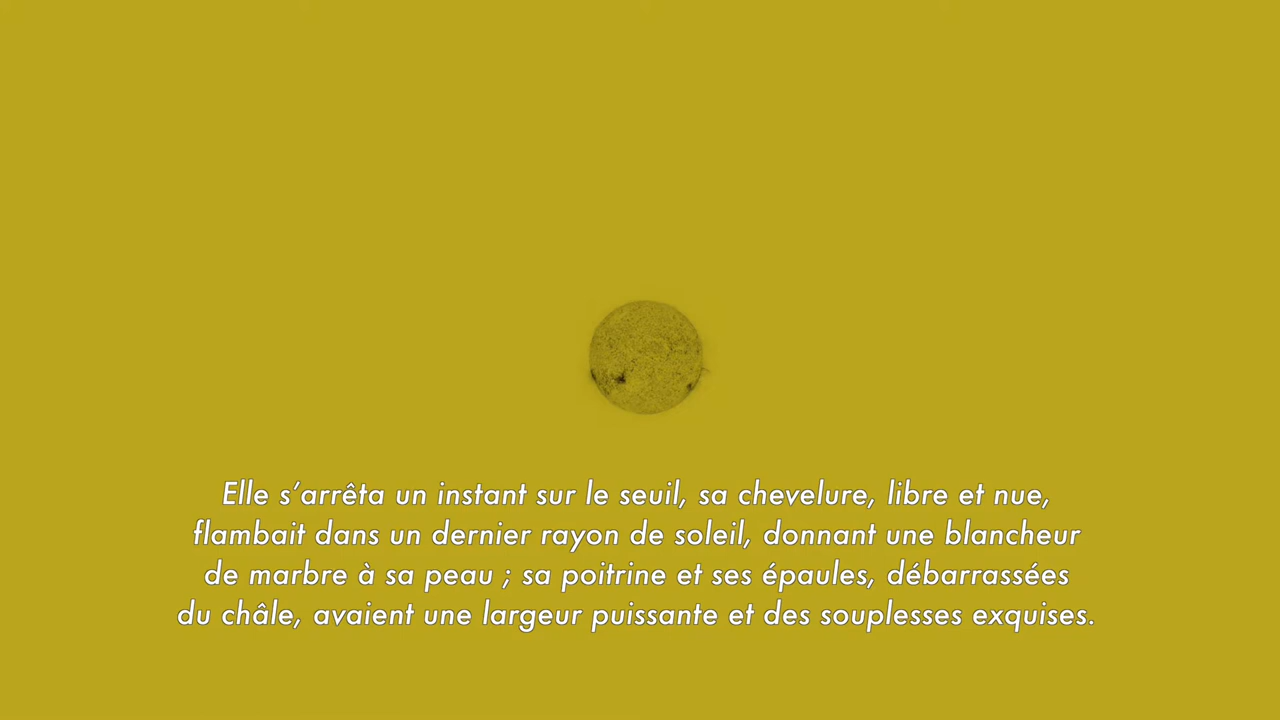 Elle s’arrêta un instant sur le seuil, sa chevelure, libre et nue,
flambait dans un dernier rayon de soleil, donnant une blancheur
de marbre à sa peau ; sa poitrine et ses épaules, débarrassées
du châle, avaient une largeur puissante et des souplesses exquises.